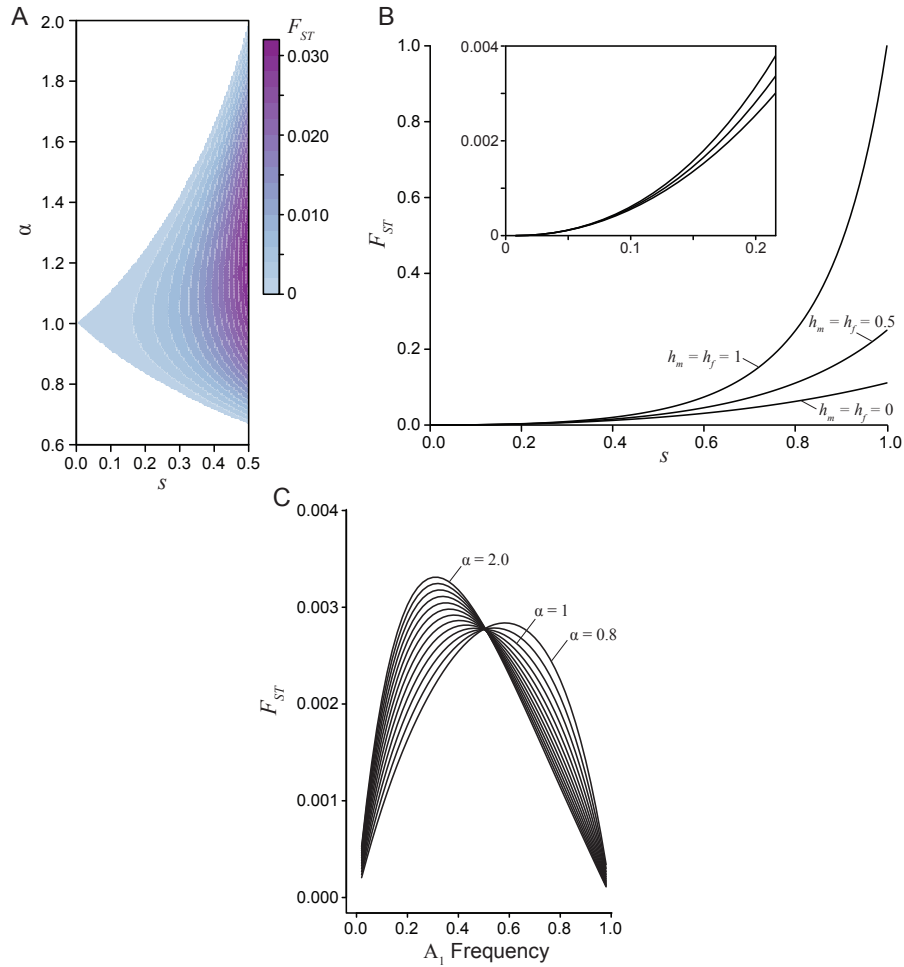 A
2.0
1.8
1.6
1.4
1.2
1.0
0.8
0.6
α
0.0 0.1 0.2 0.3 0.4 0.5
s
F_ST
0.030
0.020
0.010
0
B
1.0
0.8
0.6
0.4
0.2
0.0
F_ST
0.004
0.002
0
0 0.1 0.2
h_m = h_f = 1
h_m = h_f = 0.5
h_m = h_f = 0
0.0 0.2 0.4 0.6 0.8 1.0
s
C
0.004
0.003
0.002
0.001
0.000
F_ST
α = 2.0
α = 1
α = 0.8
0.0 0.2 0.4 0.6 0.8 1.0
A_1 Frequency